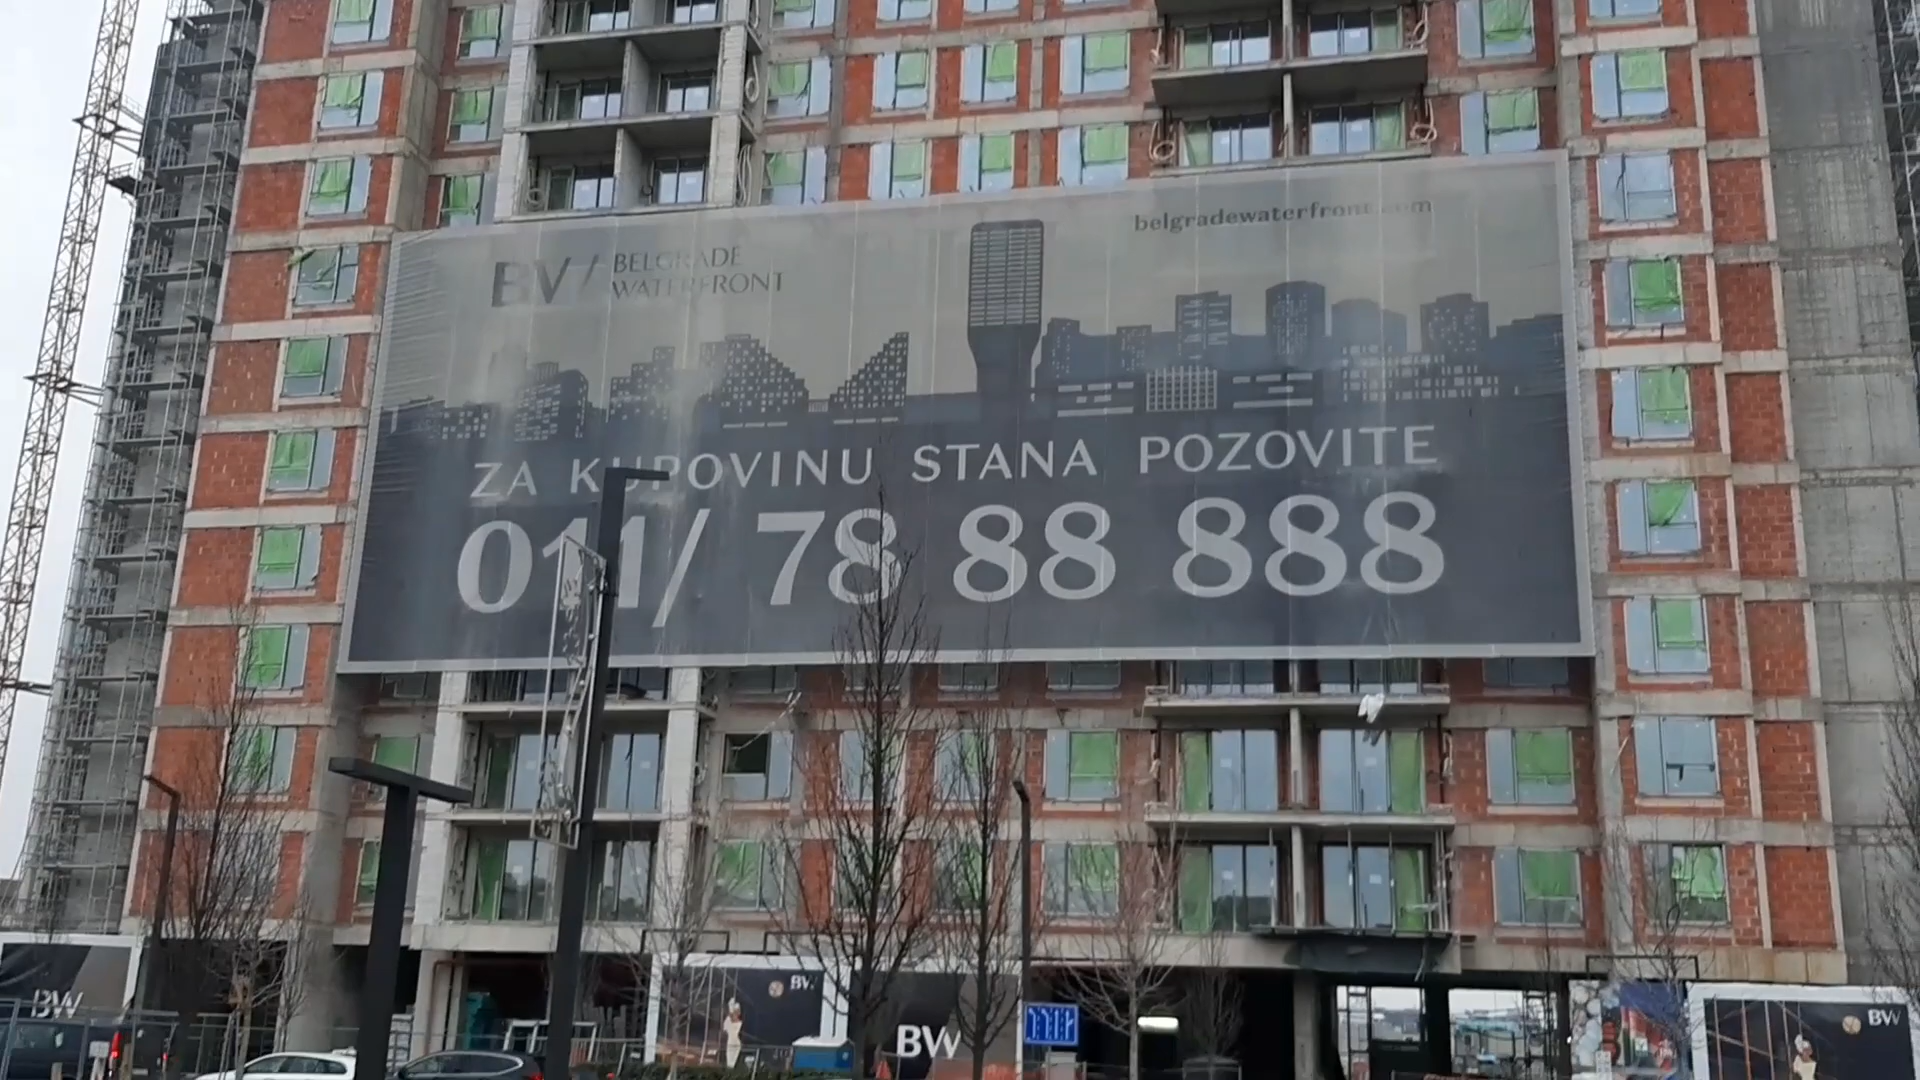 BW/ BELGRADE
WATERFRONT
belgradewaterfront.com
ZA KUPOVINU STANA POZOVITE
011/ 78 88 888
BW
BW
BW
BW